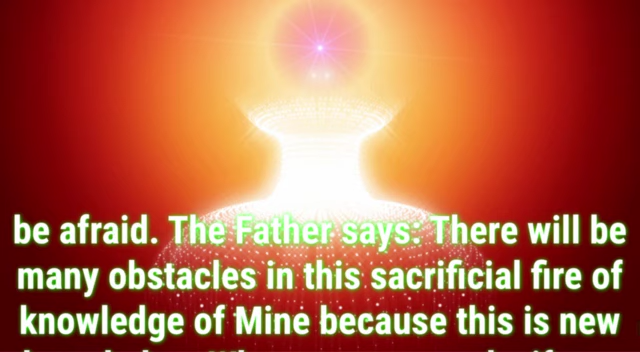 be afraid. The Father says: There will be
many obstacles in this sacrificial fire of
knowledge of Mine because this is new